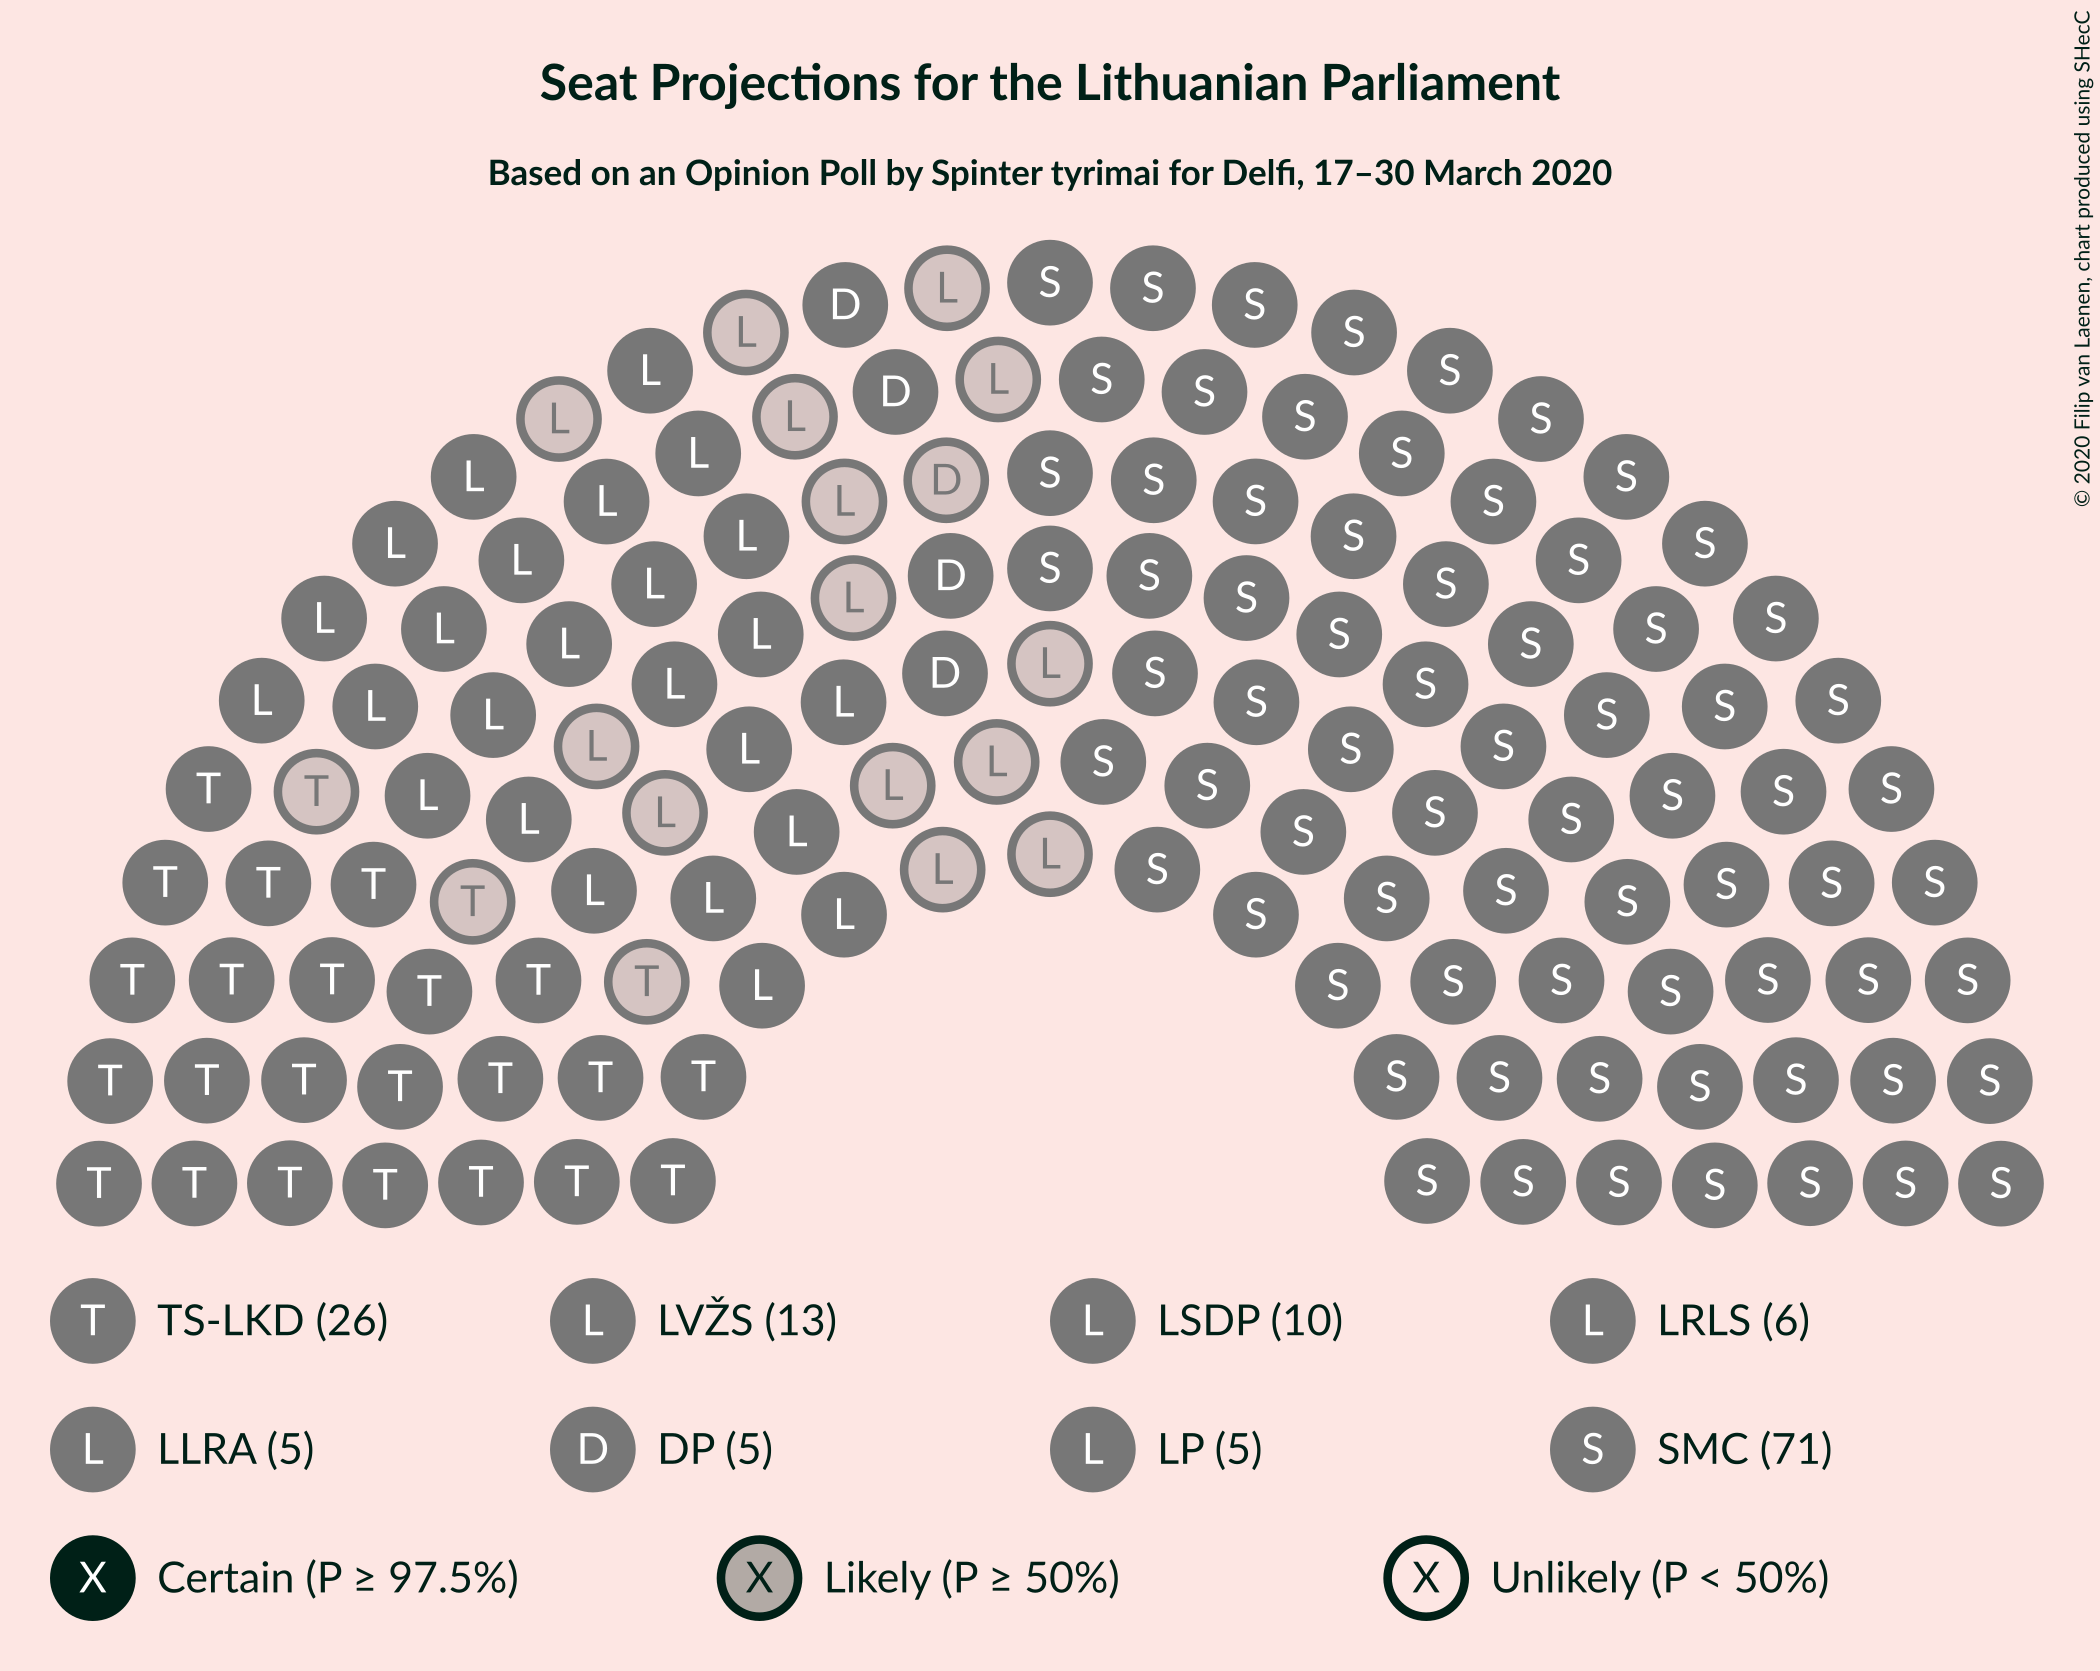 Seat Projections for the Lithuanian Parliament
Based on an Opinion Poll by Spinter tyrimai for Delfi, 17–30 March 2020
© 2020 Filip van Laenen, chart produced using SHecC
L S S
D S
L S
L L S
D L S S
L L S S
L S
L L D S S S
L S S
L L S S
L S
L L D S S S S
L S S
L L L S S S
L L S S
L L L D L S S S S
L L S S
L L S S
T T L L L L S S S S S S
L L L L S S S S
T T T L L L L S S S S S S
T L L S S S
T T T T T T L S S S S S S S
T T T T T T T S S S S S S S
T T T T T T T S S S S S S S
T TS-LKD (26) L LVŽS (13) L LSDP (10) L LRLS (6)
L LLRA (5) D DP (5) L LP (5) S SMC (71)
X Certain (P ≥ 97.5%) X Likely (P ≥ 50%) X Unlikely (P < 50%)